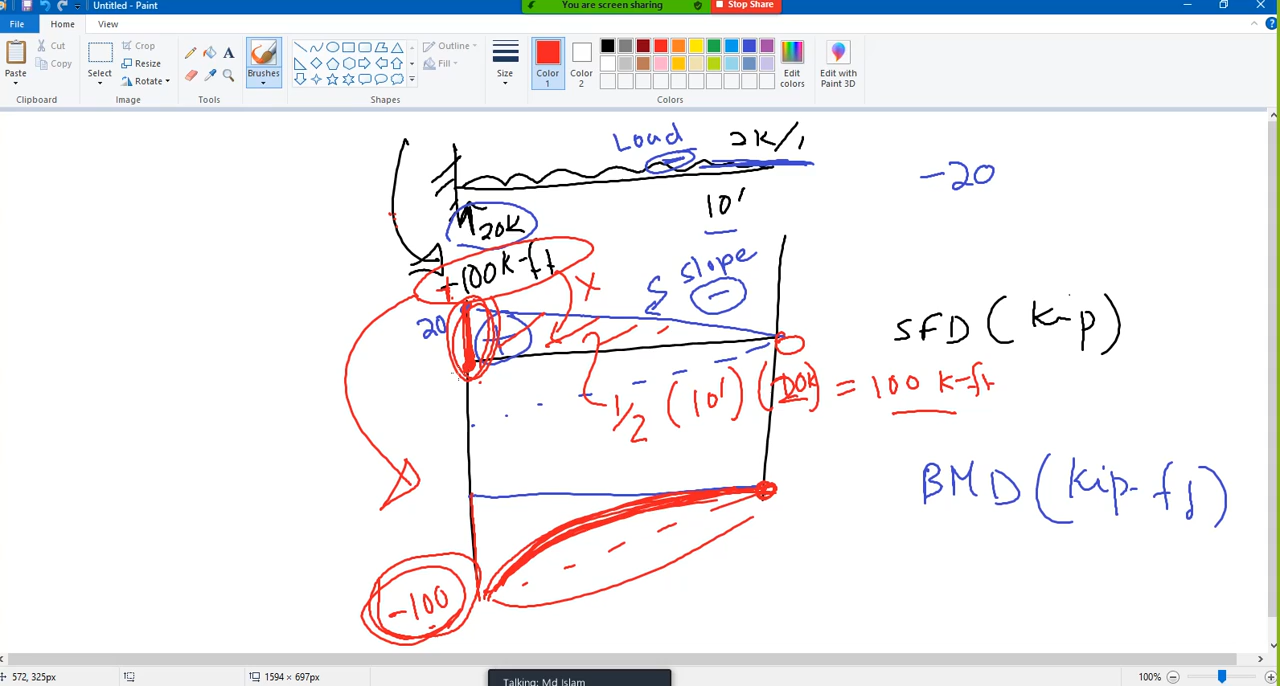 Untitled - Paint
You are screen sharing
Stop Share
File
Home
View
Paste
Cut
Copy
Clipboard
Select
Crop
Resize
Rotate
Image
Tools
Brushes
Outline
Fill
Shapes
Size
Color 1
Color 2
Edit colors
Edit with Paint 3D
Colors
Load
2K/
-20
10'
20K
-100K-ft
Slope
-
X
20
+
SFD (Kip)
1/2 (10') ( ) = 100 K-ft
BMD (Kip-ft)
-100
572, 325px
1594 × 697px
100%
Talking: Md Islam